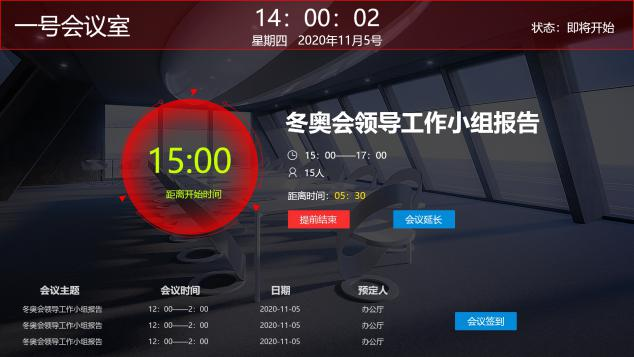 一号会议室
14：00：02
星期四 2020年11月5号
状态：即将开始
15:00
距离开始时间
冬奥会领导工作小组报告
15：00——17：00
15人
距离时间：05：30
提前结束 会议延长
会议主题 会议时间 日期 预定人
冬奥会领导工作小组报告 12：00——2：00 2020-11-05 办公厅
冬奥会领导工作小组报告 12：00——2：00 2020-11-05 办公厅
冬奥会领导工作小组报告 12：00——2：00 2020-11-05 办公厅
会议签到